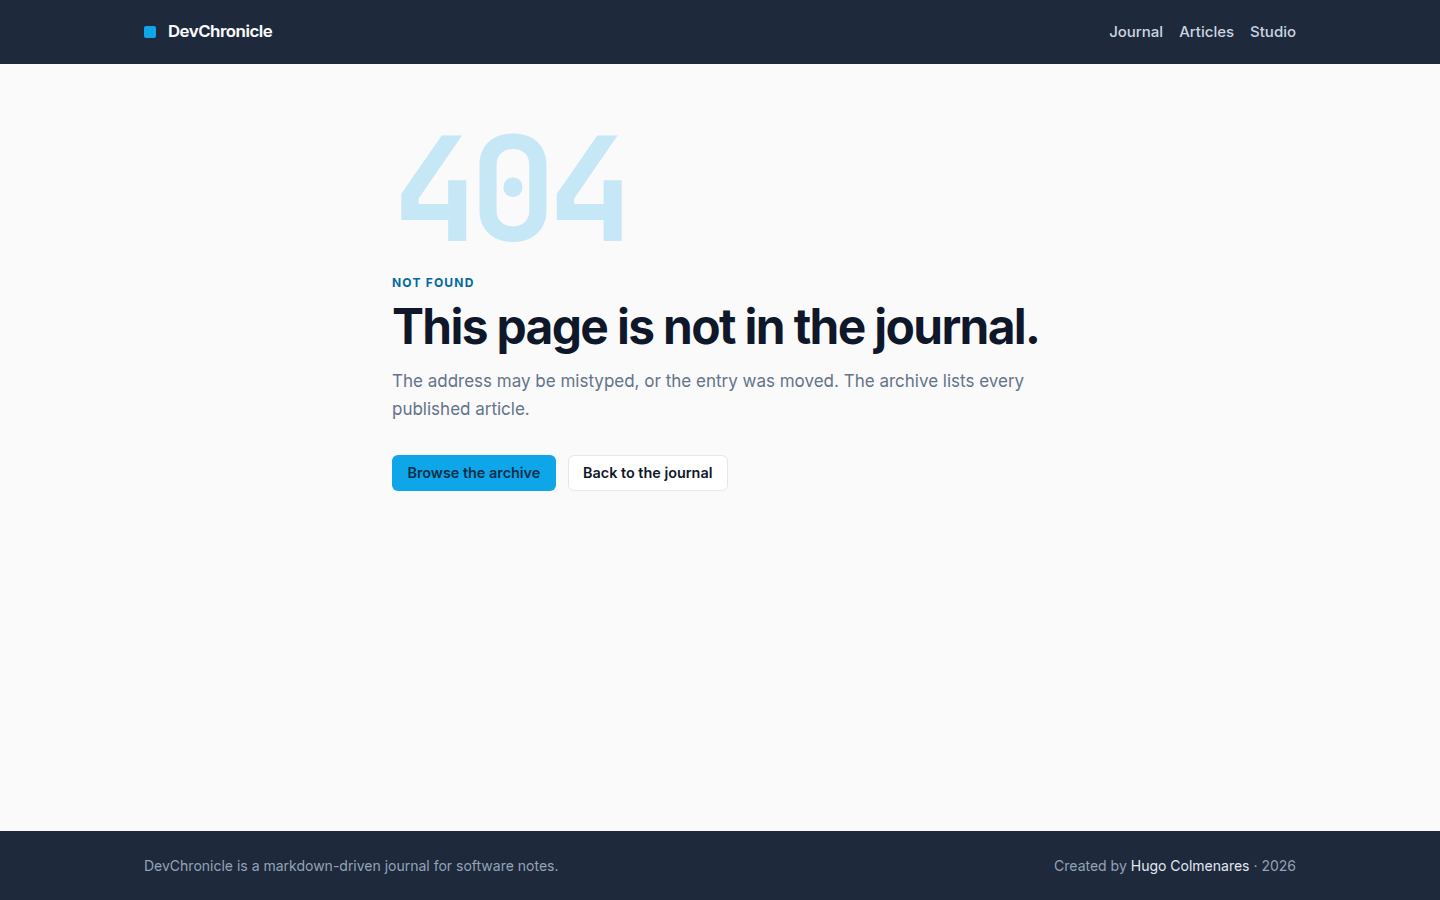 DevChronicle
Journal Articles Studio
404
NOT FOUND
This page is not in the journal.
The address may be mistyped, or the entry was moved. The archive lists every
published article.
Browse the archive Back to the journal
DevChronicle is a markdown-driven journal for software notes.
Created by Hugo Colmenares · 2026